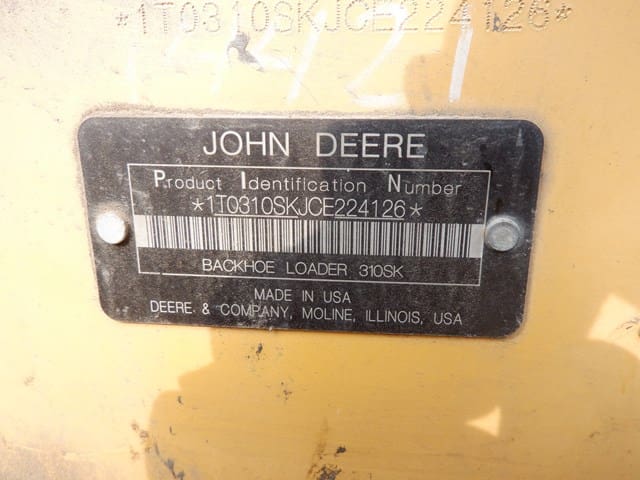 *1T0310SKJCE224126*
JOHN DEERE
Product Identification Number
*1T0310SKJCE224126*
BACKHOE LOADER 310SK
MADE IN USA
DEERE & COMPANY, MOLINE, ILLINOIS, USA